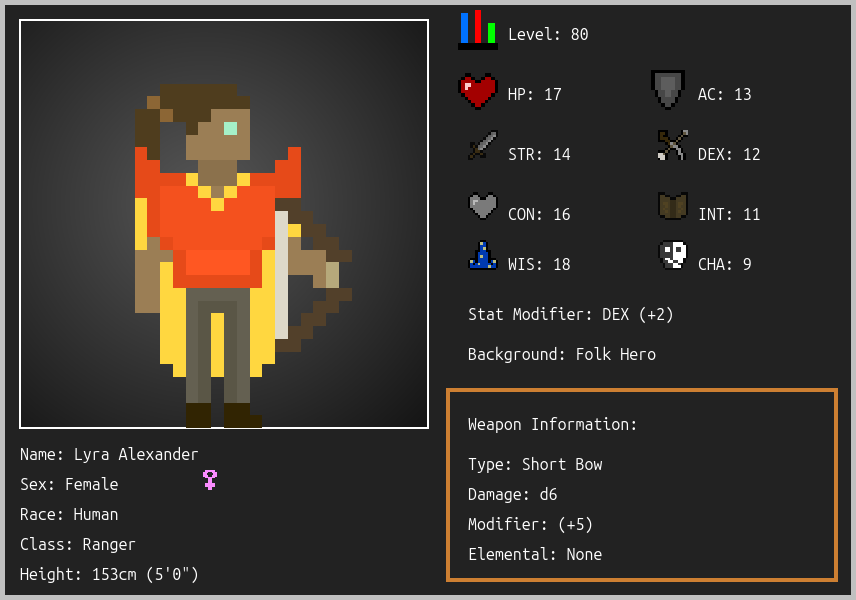 Level: 80
HP: 17
AC: 13
STR: 14
DEX: 12
CON: 16
INT: 11
WIS: 18
CHA: 9
Stat Modifier: DEX (+2)
Background: Folk Hero
Weapon Information:
Type: Short Bow
Damage: d6
Modifier: (+5)
Elemental: None
Name: Lyra Alexander
Sex: Female
Race: Human
Class: Ranger
Height: 153cm (5'0")